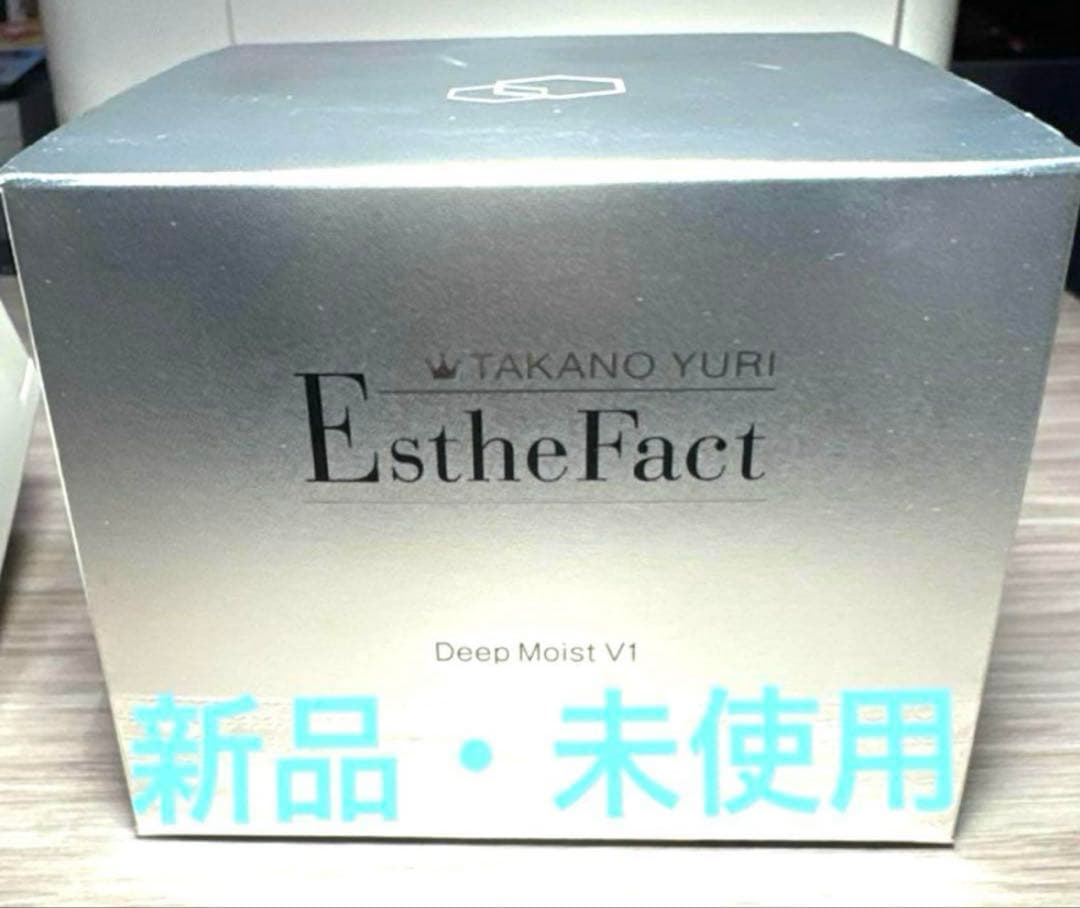 TAKANO YURI
EstheFact
Deep Moist V1
新品・未使用